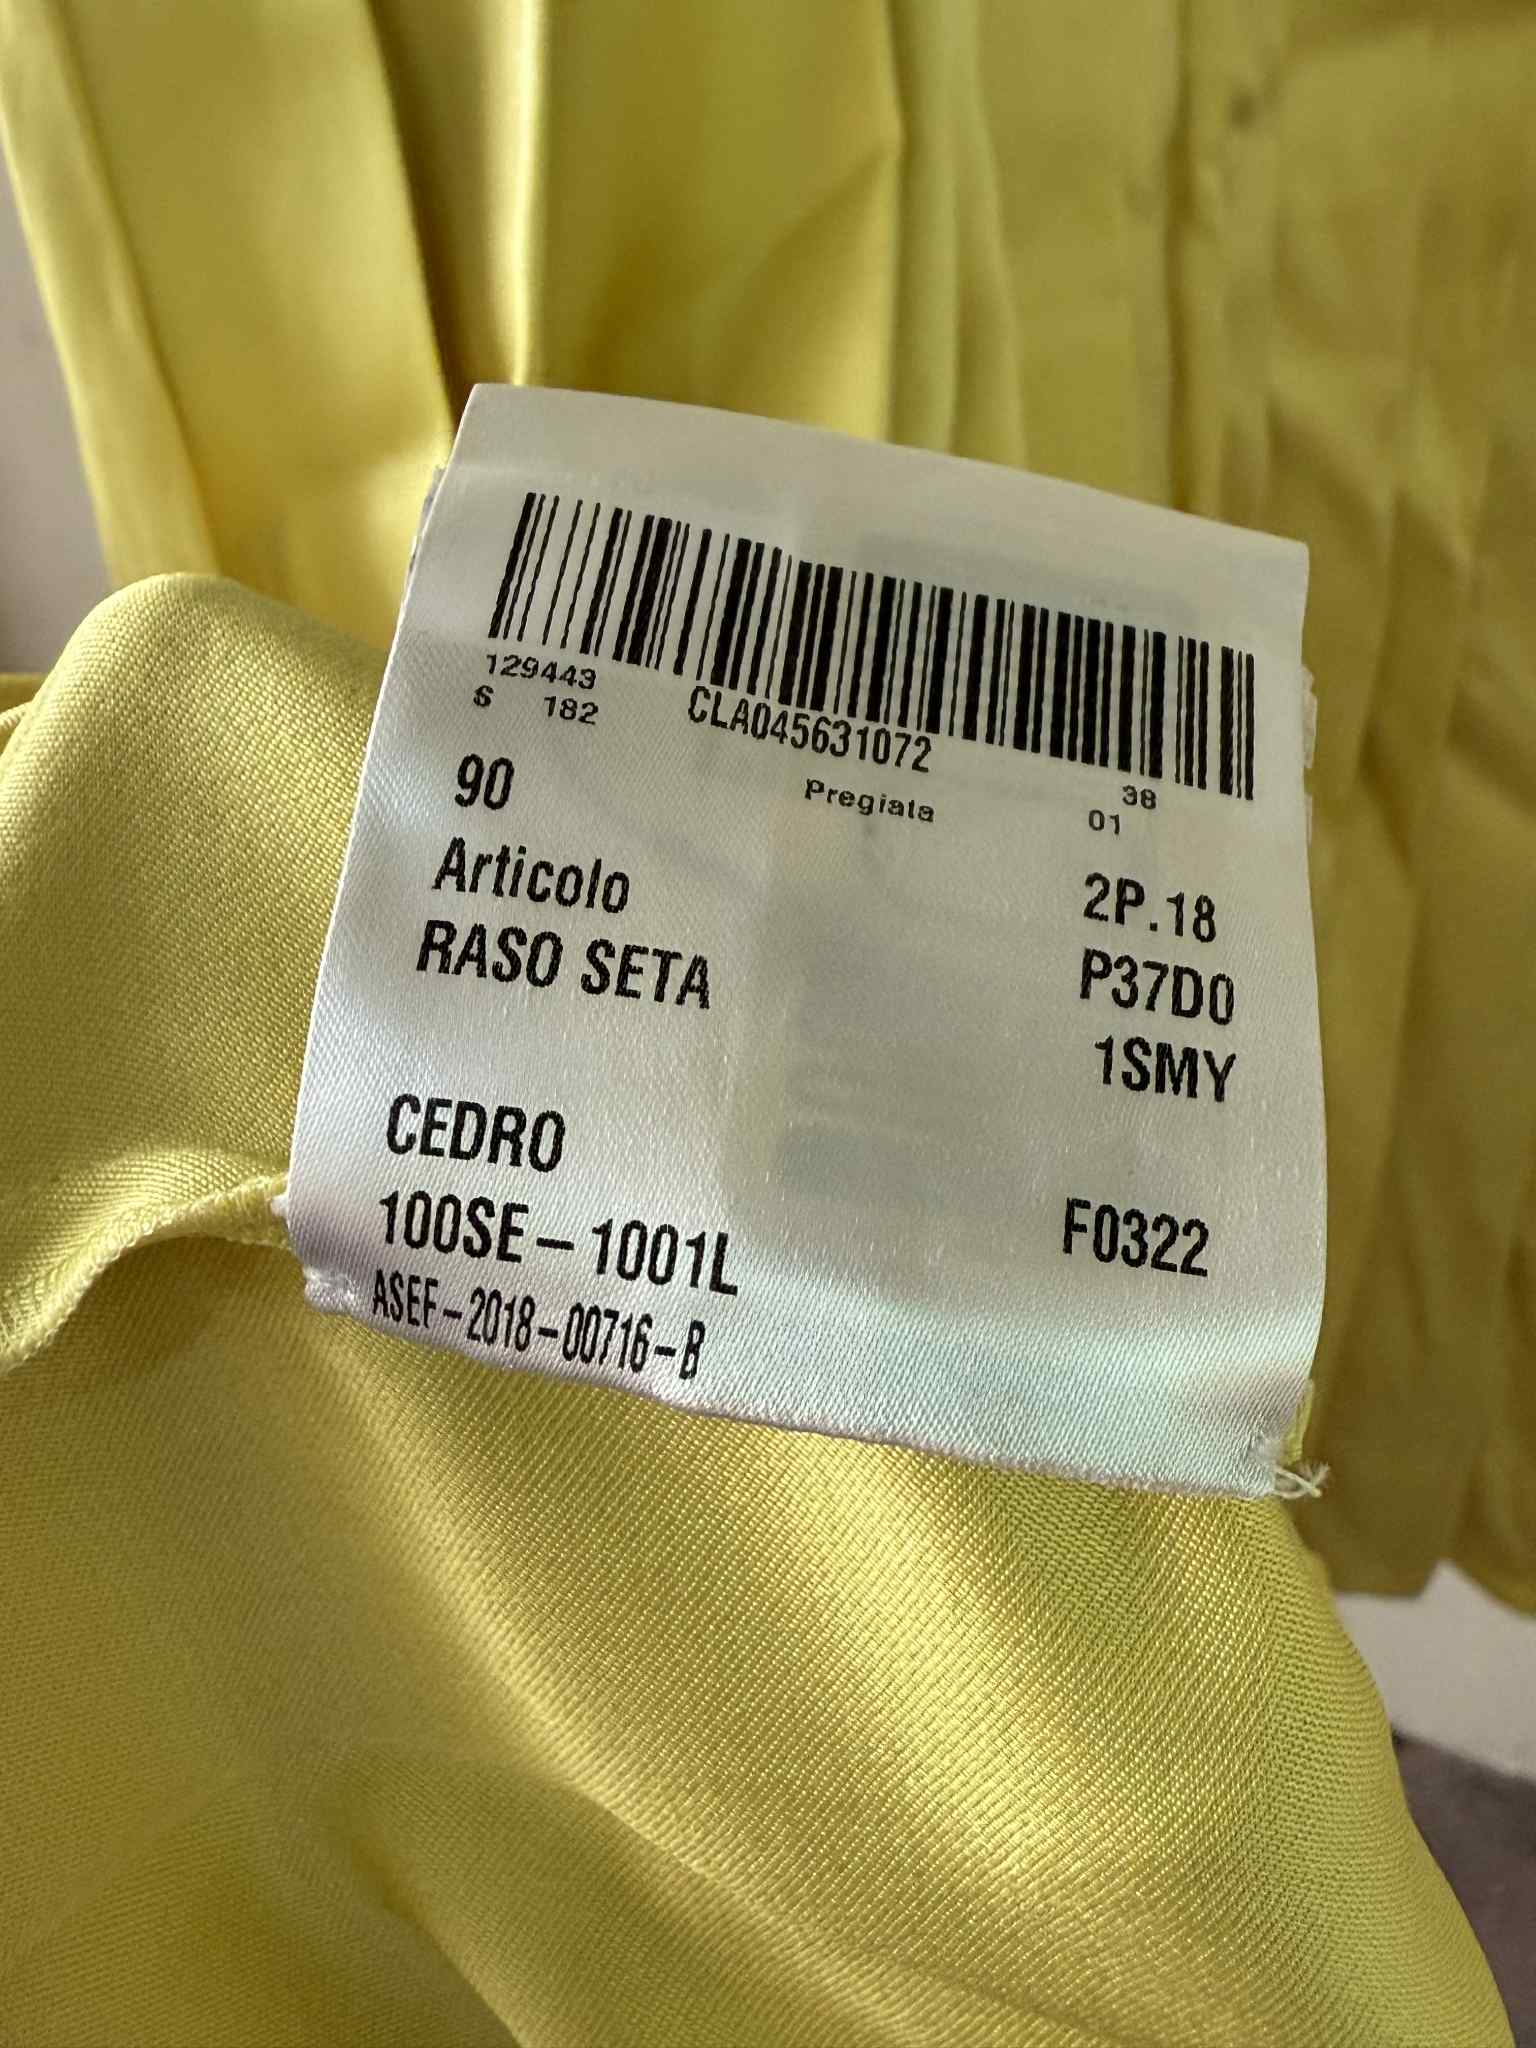 129443
S 182 CLA045631072 38
90 Pregiata 01
Articolo 2P.18
RASO SETA P37D0
1SMY
CEDRO
100SE-1001L F0322
ASEF-2018-00716-B